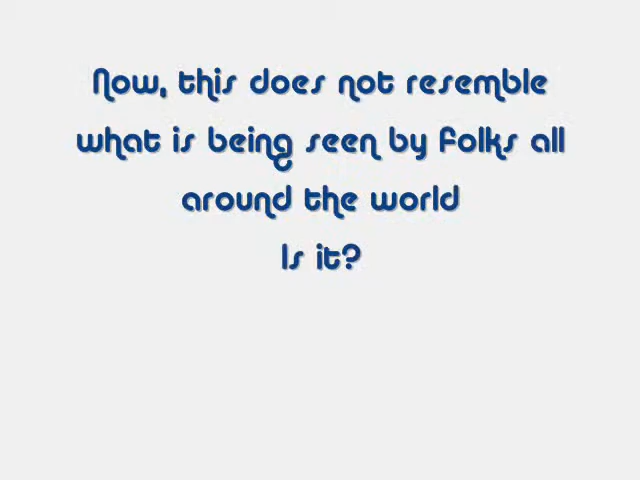 Now, this does not resemble
what is being seen by folks all
around the world
Is it?